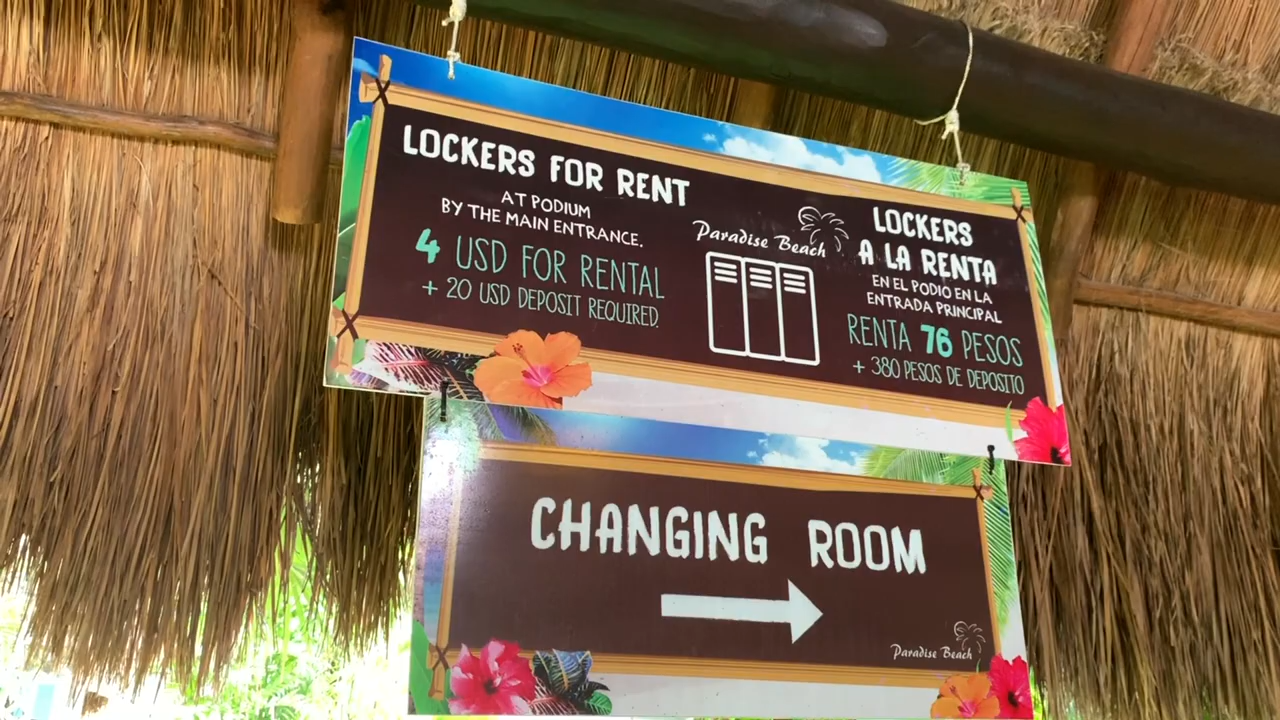 LOCKERS FOR RENT
AT PODIUM
BY THE MAIN ENTRANCE.
4 USD FOR RENTAL
+ 20 USD DEPOSIT REQUIRED.
Paradise Beach
LOCKERS
A LA RENTA
EN EL PODIO EN LA
ENTRADA PRINCIPAL
RENTA 76 PESOS
+ 380 PESOS DE DEPOSITO
CHANGING ROOM
Paradise Beach